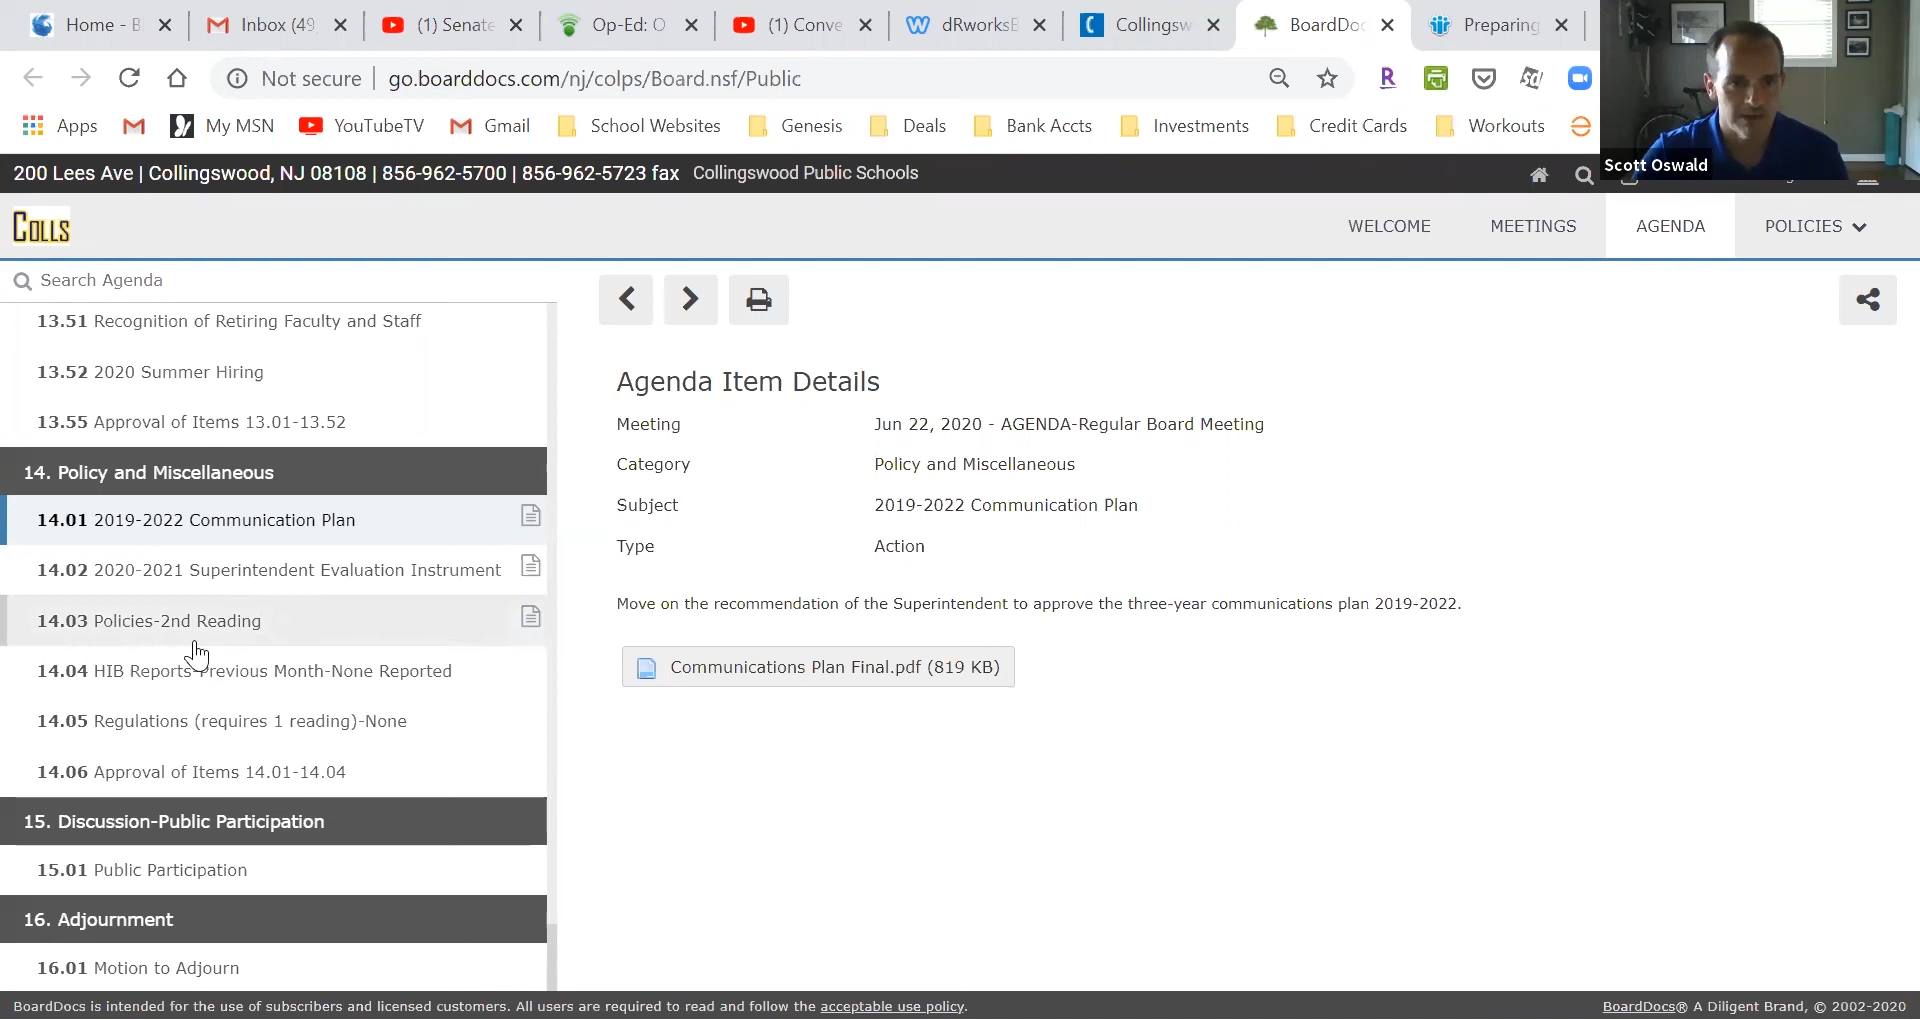 Home - B
Inbox (49
(1) Senate
Op-Ed: O
(1) Conve
dRworksB
Collingsw
BoardDoc
Preparing
Not secure
go.boarddocs.com/nj/colps/Board.nsf/Public
Apps
My MSN
YouTubeTV
Gmail
School Websites
Genesis
Deals
Bank Accts
Investments
Credit Cards
Workouts
Scott Oswald
200 Lees Ave | Collingswood, NJ 08108 | 856-962-5700 | 856-962-5723 fax Collingswood Public Schools
COLLS
WELCOME
MEETINGS
AGENDA
POLICIES
Search Agenda
13.51 Recognition of Retiring Faculty and Staff
13.52 2020 Summer Hiring
13.55 Approval of Items 13.01-13.52
14. Policy and Miscellaneous
14.01 2019-2022 Communication Plan
14.02 2020-2021 Superintendent Evaluation Instrument
14.03 Policies-2nd Reading
14.04 HIB Reports Previous Month-None Reported
14.05 Regulations (requires 1 reading)-None
14.06 Approval of Items 14.01-14.04
15. Discussion-Public Participation
15.01 Public Participation
16. Adjournment
16.01 Motion to Adjourn
Agenda Item Details
Meeting Jun 22, 2020 - AGENDA-Regular Board Meeting
Category Policy and Miscellaneous
Subject 2019-2022 Communication Plan
Type Action
Move on the recommendation of the Superintendent to approve the three-year communications plan 2019-2022.
Communications Plan Final.pdf (819 KB)
BoardDocs is intended for the use of subscribers and licensed customers. All users are required to read and follow the acceptable use policy.
BoardDocs® A Diligent Brand, © 2002-2020